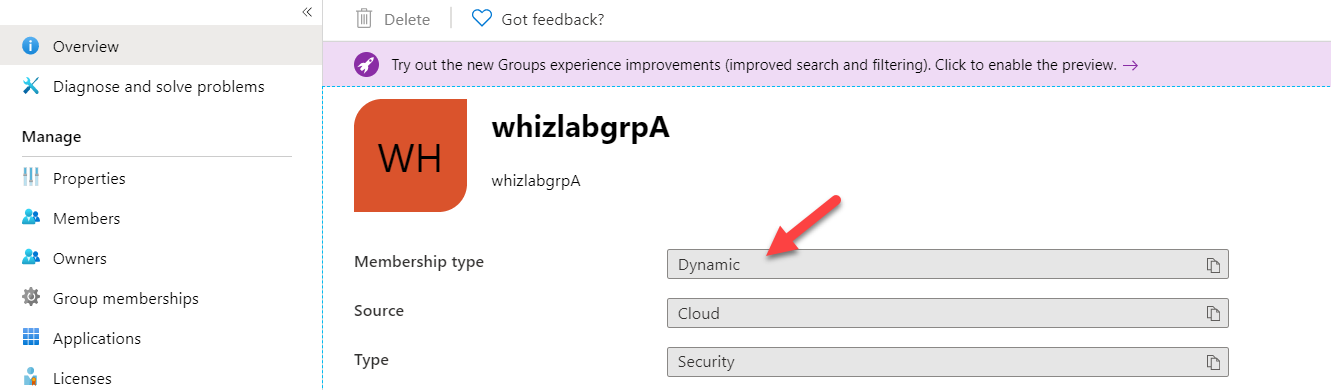 «
Delete
Got feedback?
Overview
Diagnose and solve problems
Manage
Properties
Members
Owners
Group memberships
Applications
Licenses
Try out the new Groups experience improvements (improved search and filtering). Click to enable the preview. →
WH
whizlabgrpA
whizlabgrpA
Membership type
Dynamic
Source
Cloud
Type
Security